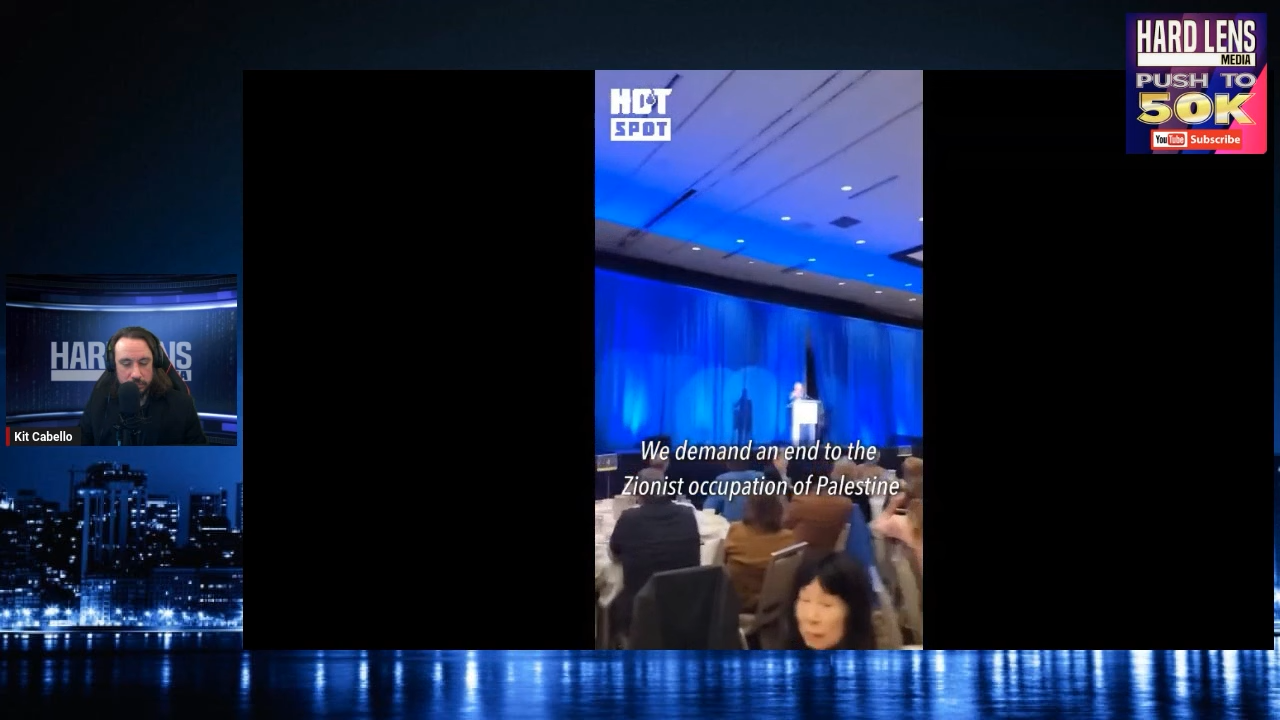 HARD LENS
MEDIA
PUSH TO
50K
YouTube Subscribe
HOT
SPOT
We demand an end to the
Zionist occupation of Palestine
Kit Cabello